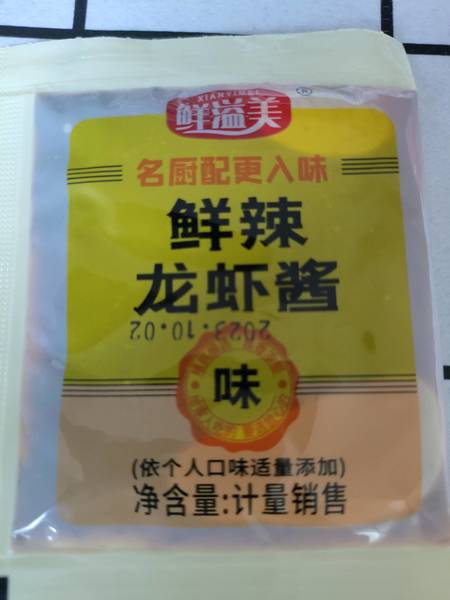 XIANYIMEI
鲜溢美®
名厨配更入味
鲜辣
龙虾酱
2023.10.02
味
(依个人口味适量添加)
净含量:计量销售